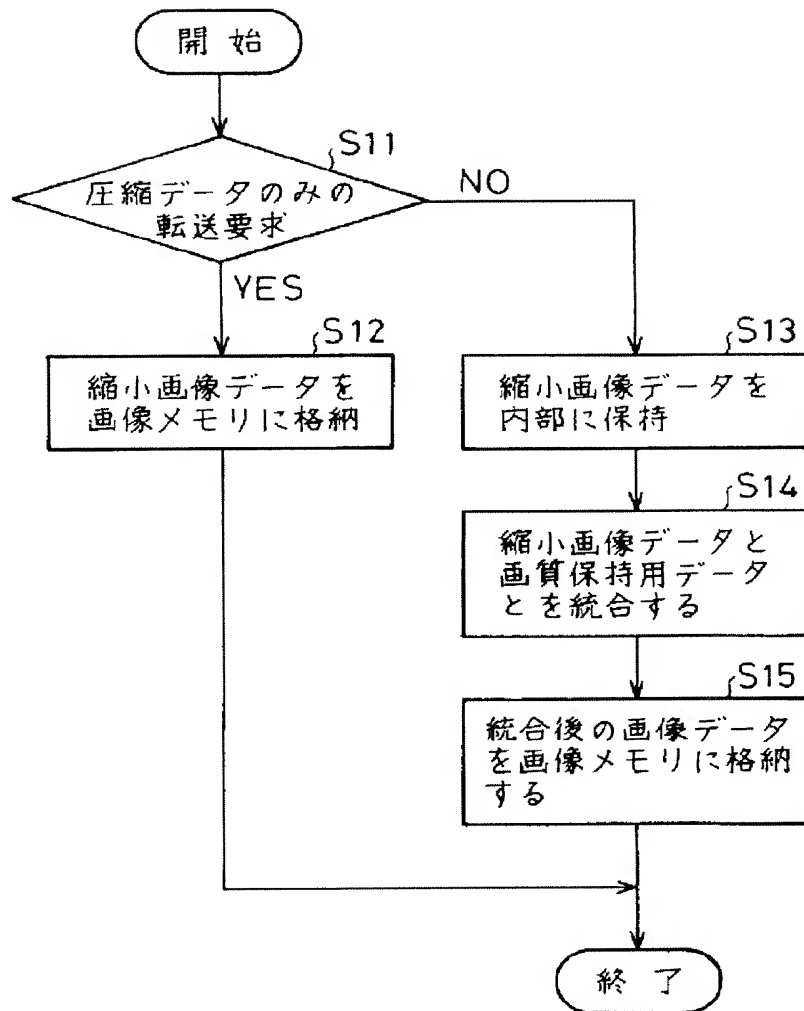 開始
S11
圧縮データのみの
転送要求
NO
YES
S12
縮小画像データを
画像メモリに格納
S13
縮小画像データを
内部に保持
S14
縮小画像データと
画質保持用データ
とを統合する
S15
統合後の画像データ
を画像メモリに格納
する
終了